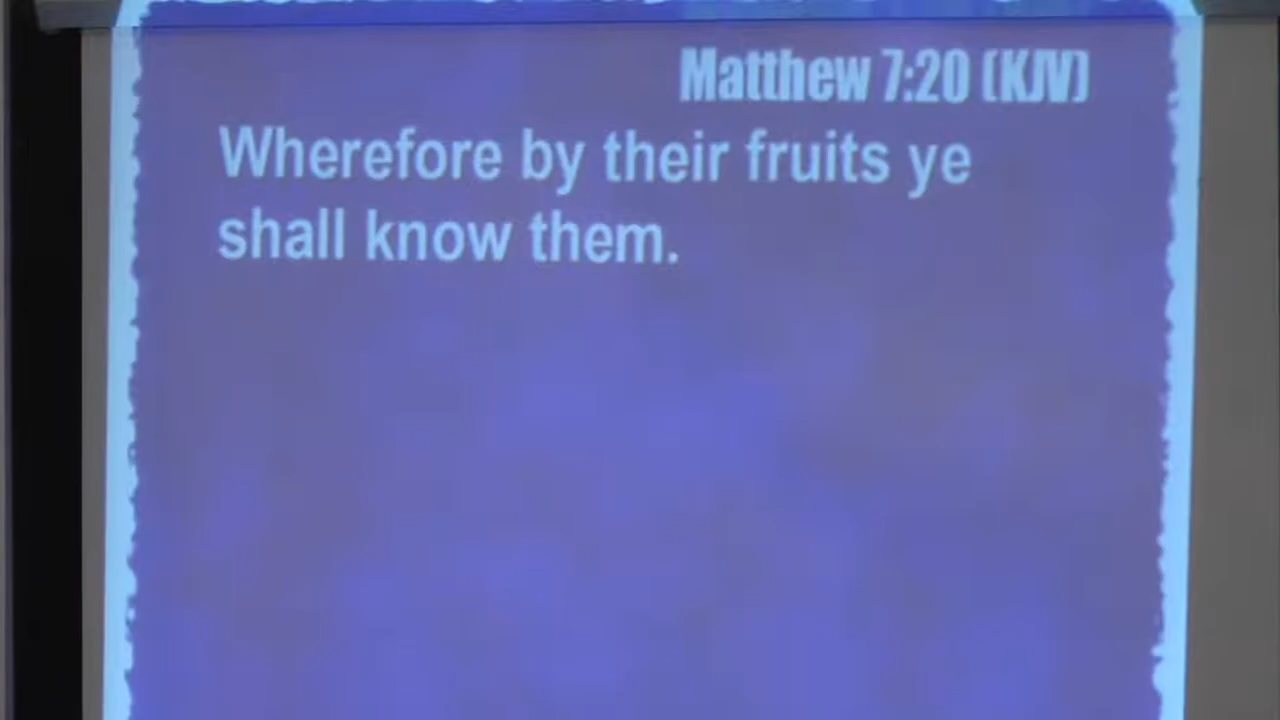 Matthew 7:20 (KJV)
Wherefore by their fruits ye
shall know them.